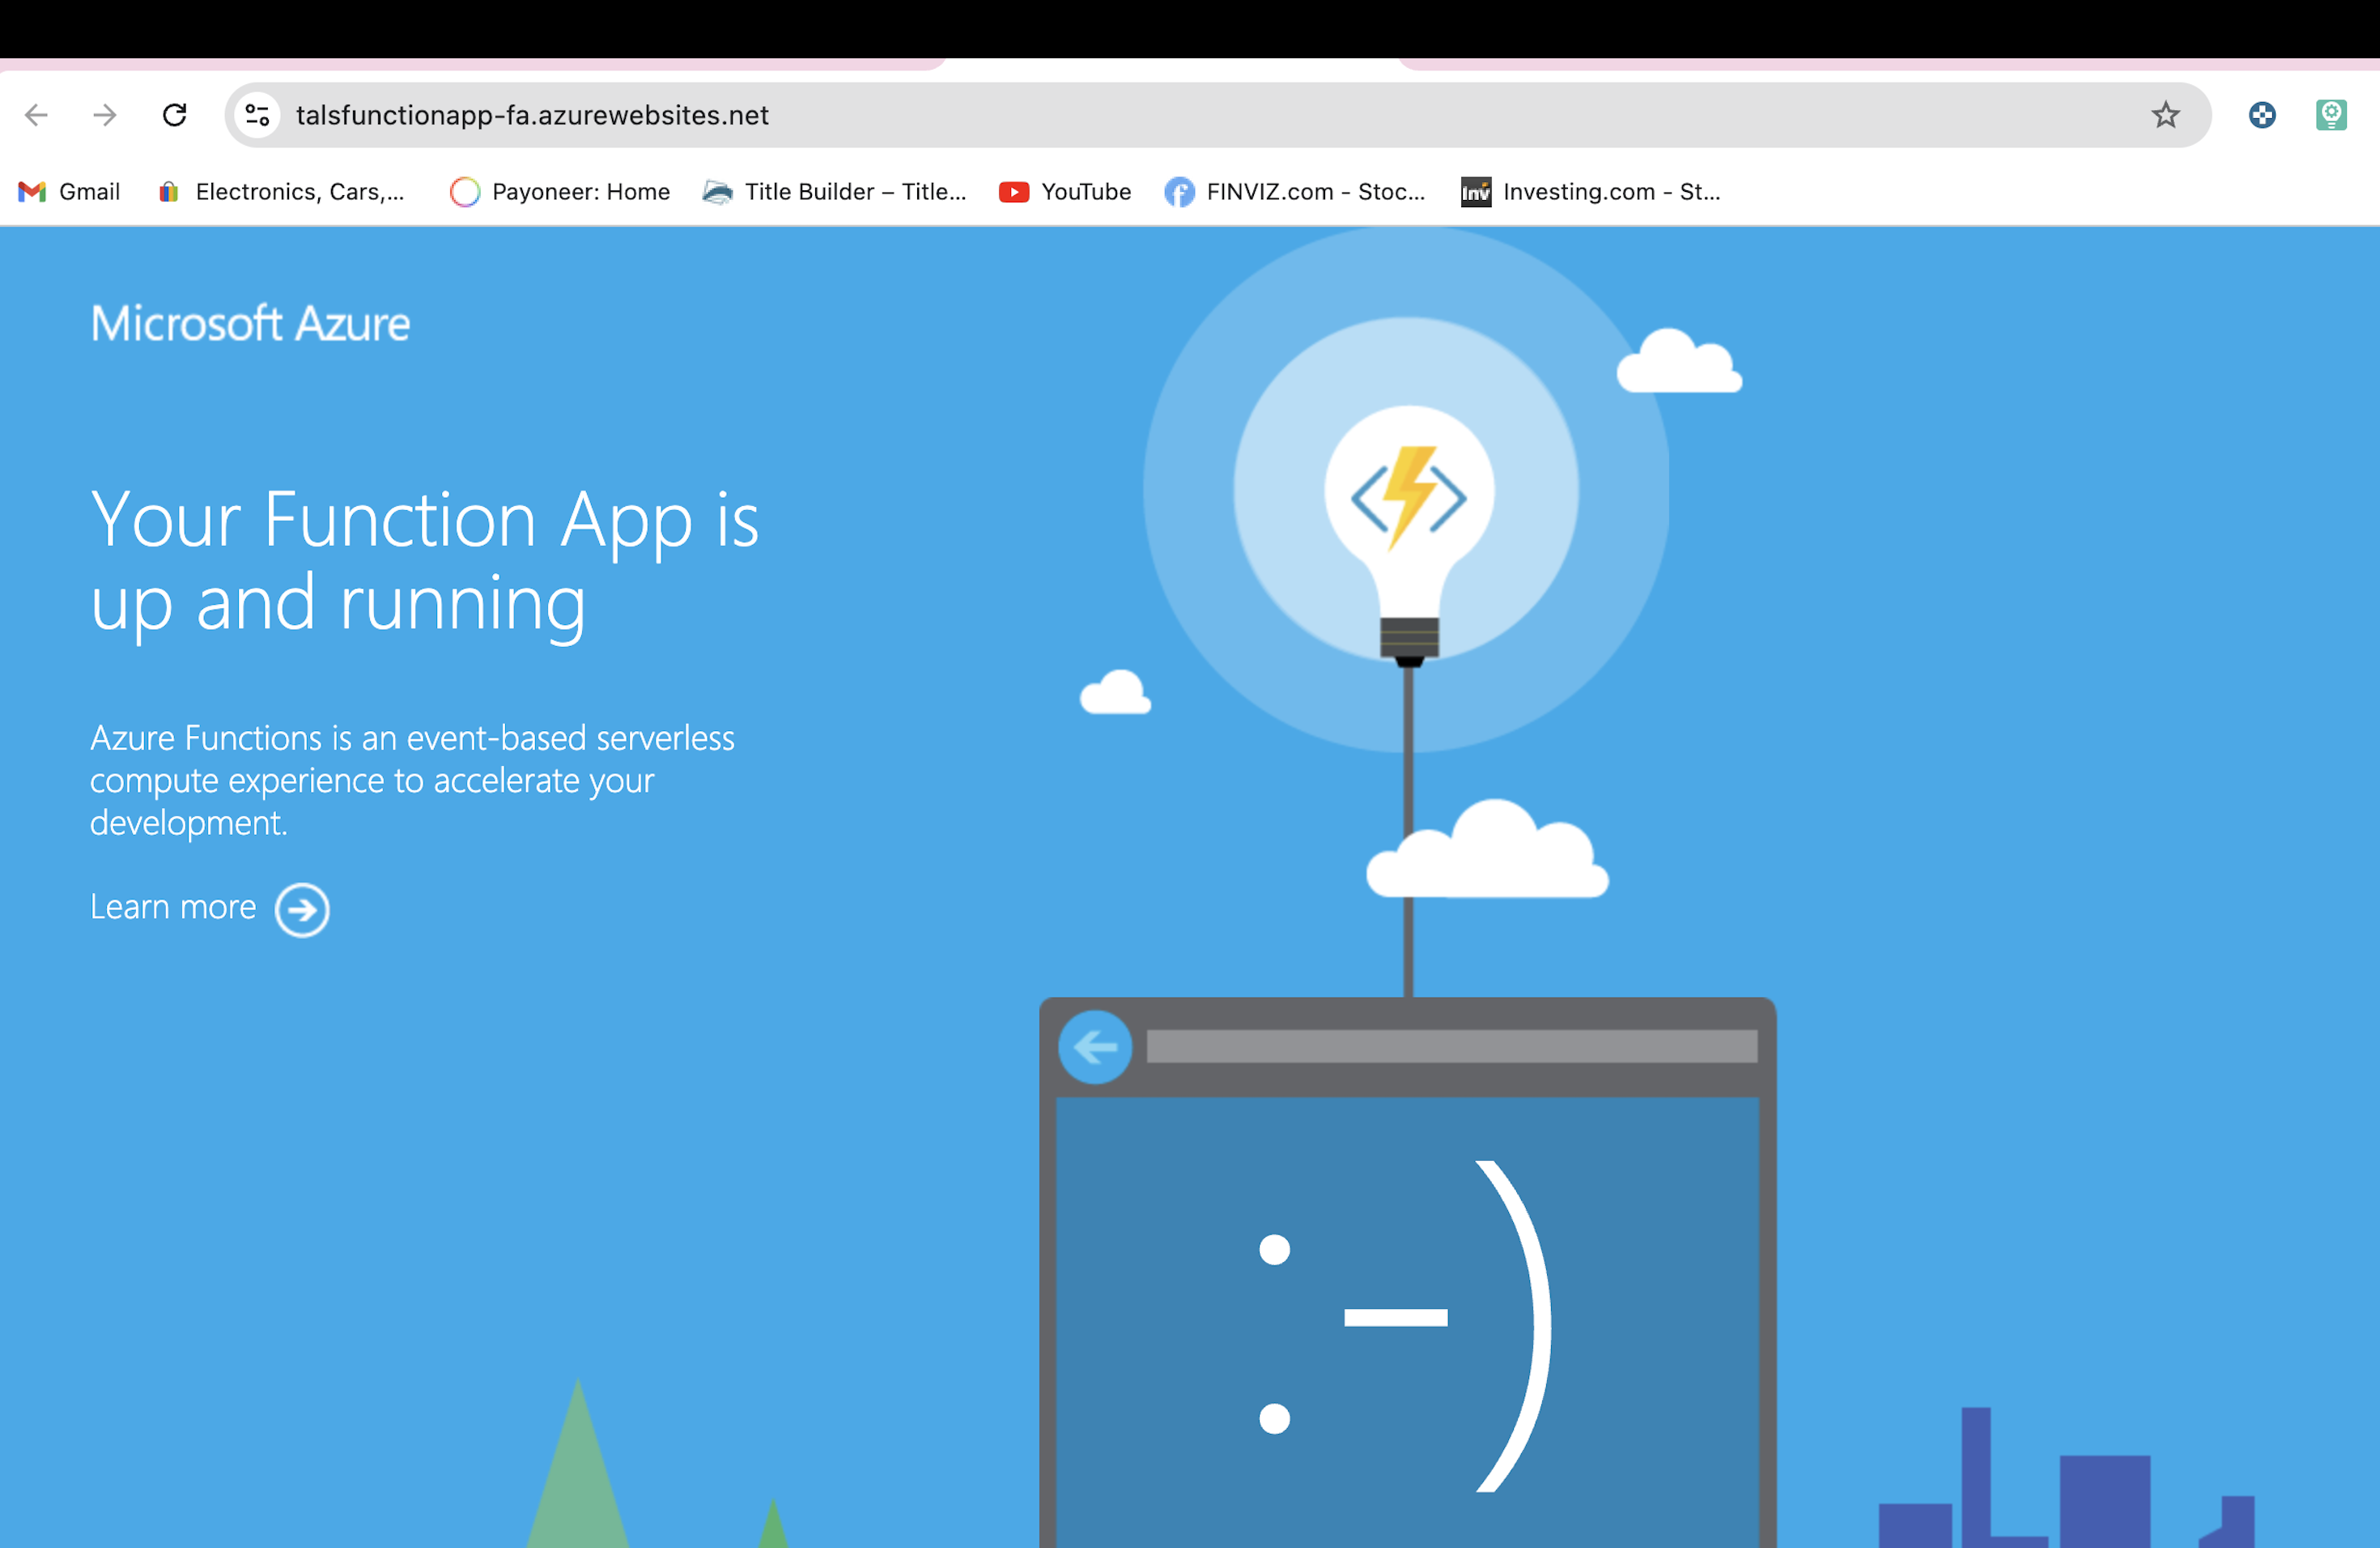 talsfunctionapp-fa.azurewebsites.net
Gmail Electronics, Cars,... Payoneer: Home Title Builder – Title... YouTube FINVIZ.com - Stoc... Inv Investing.com - St...
Microsoft Azure
Your Function App is
up and running
Azure Functions is an event-based serverless
compute experience to accelerate your
development.
Learn more
:-)